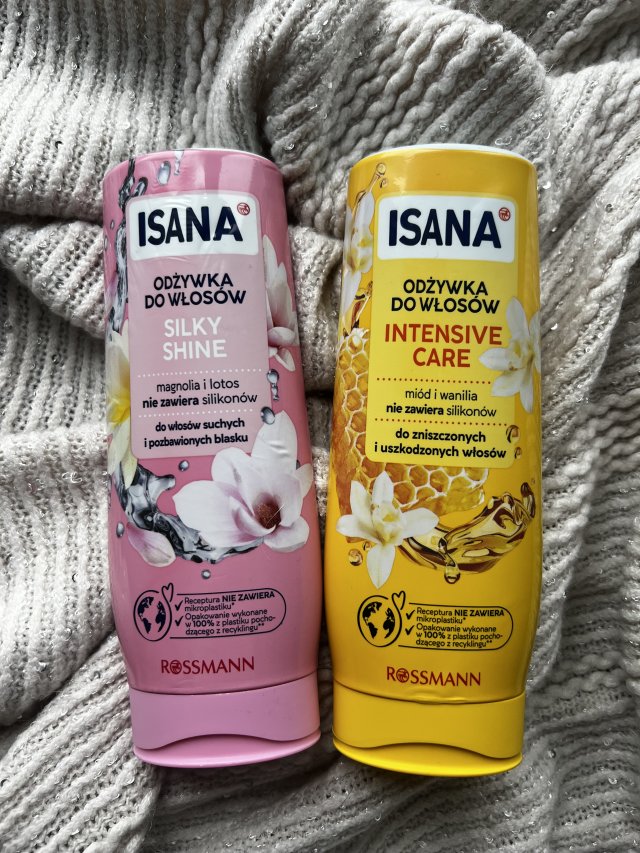 ISANA
ODŻYWKA
DO WŁOSÓW
SILKY
SHINE
magnolia i lotos
nie zawiera silikonów
do włosów suchych
i pozbawionych blasku
Receptura NIE ZAWIERA
mikroplastiku*
Opakowanie wykonane
w 100% z plastiku pocho-
dzącego z recyklingu**
ROSSMANN
ISANA
ODŻYWKA
DO WŁOSÓW
INTENSIVE
CARE
miód i wanilia
nie zawiera silikonów
do zniszczonych
i uszkodzonych włosów
Receptura NIE ZAWIERA
mikroplastiku*
Opakowanie wykonane
w 100% z plastiku pocho-
dzącego z recyklingu**
ROSSMANN